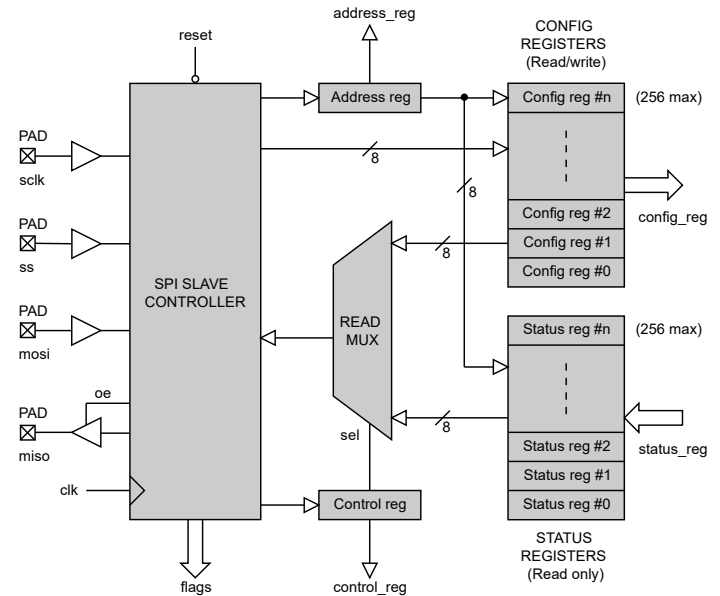 address_reg
reset
CONFIG
REGISTERS
(Read/write)
Address reg
Config reg #n
(256 max)
PAD
sclk
8
8
Config reg #2
config_reg
PAD
ss
Config reg #1
8
Config reg #0
SPI SLAVE
CONTROLLER
PAD
mosi
READ
MUX
Status reg #n
(256 max)
oe
PAD
miso
sel
8
Status reg #2
status_reg
Status reg #1
clk
Control reg
Status reg #0
STATUS
REGISTERS
(Read only)
flags
control_reg